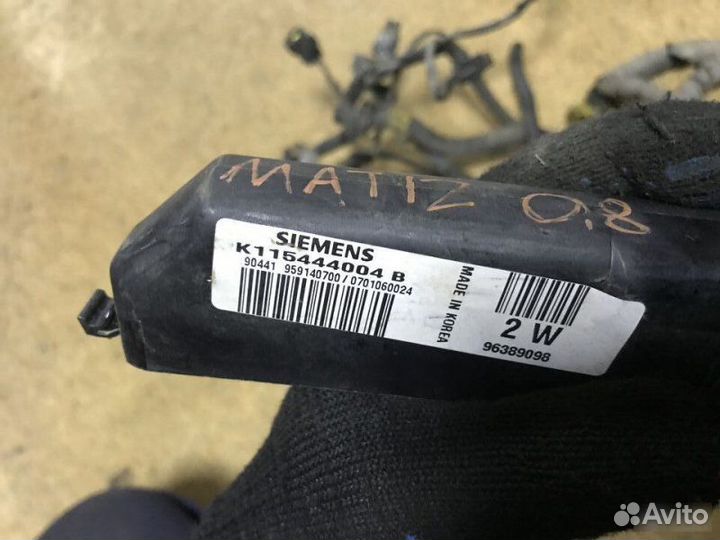 MATIZ 0,8
SIEMENS
K115444004 B
90441 959140700 / 0701060024
MADE IN KOREA
2 W
96389098
Avito